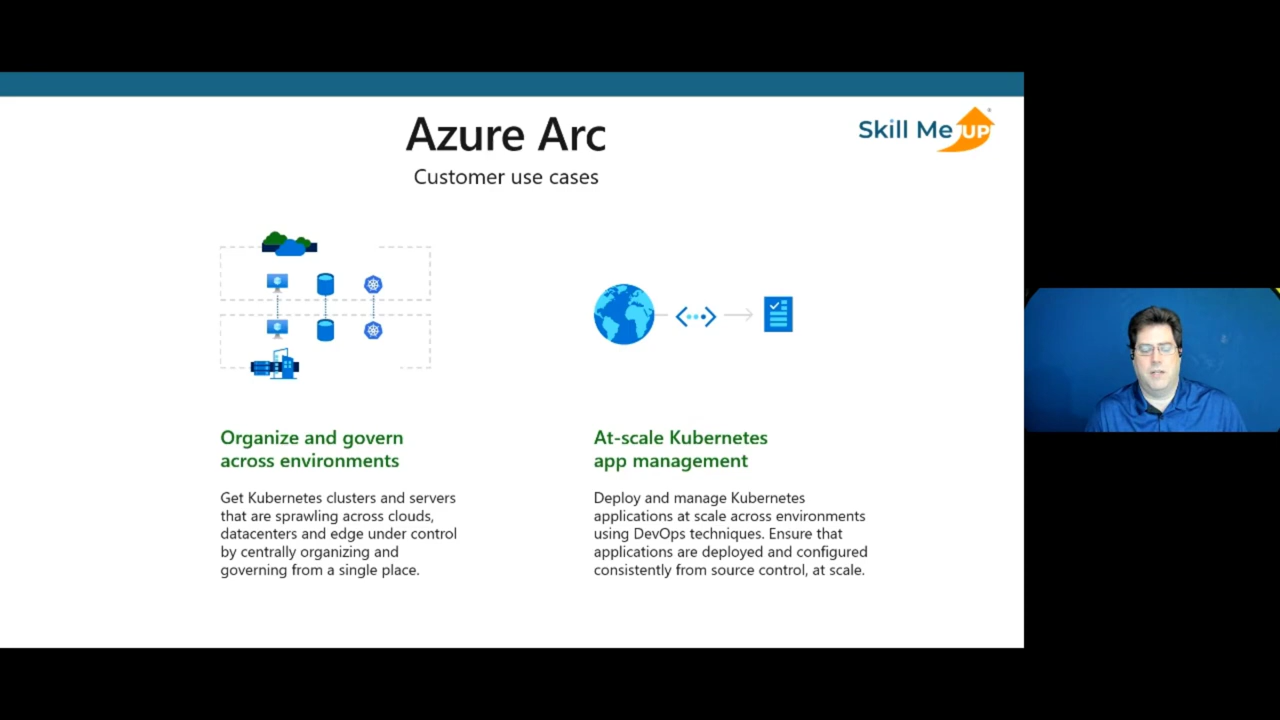 Azure Arc
Customer use cases
Skill Me UP
Organize and govern
across environments
Get Kubernetes clusters and servers
that are sprawling across clouds,
datacenters and edge under control
by centrally organizing and
governing from a single place.
At-scale Kubernetes
app management
Deploy and manage Kubernetes
applications at scale across environments
using DevOps techniques. Ensure that
applications are deployed and configured
consistently from source control, at scale.